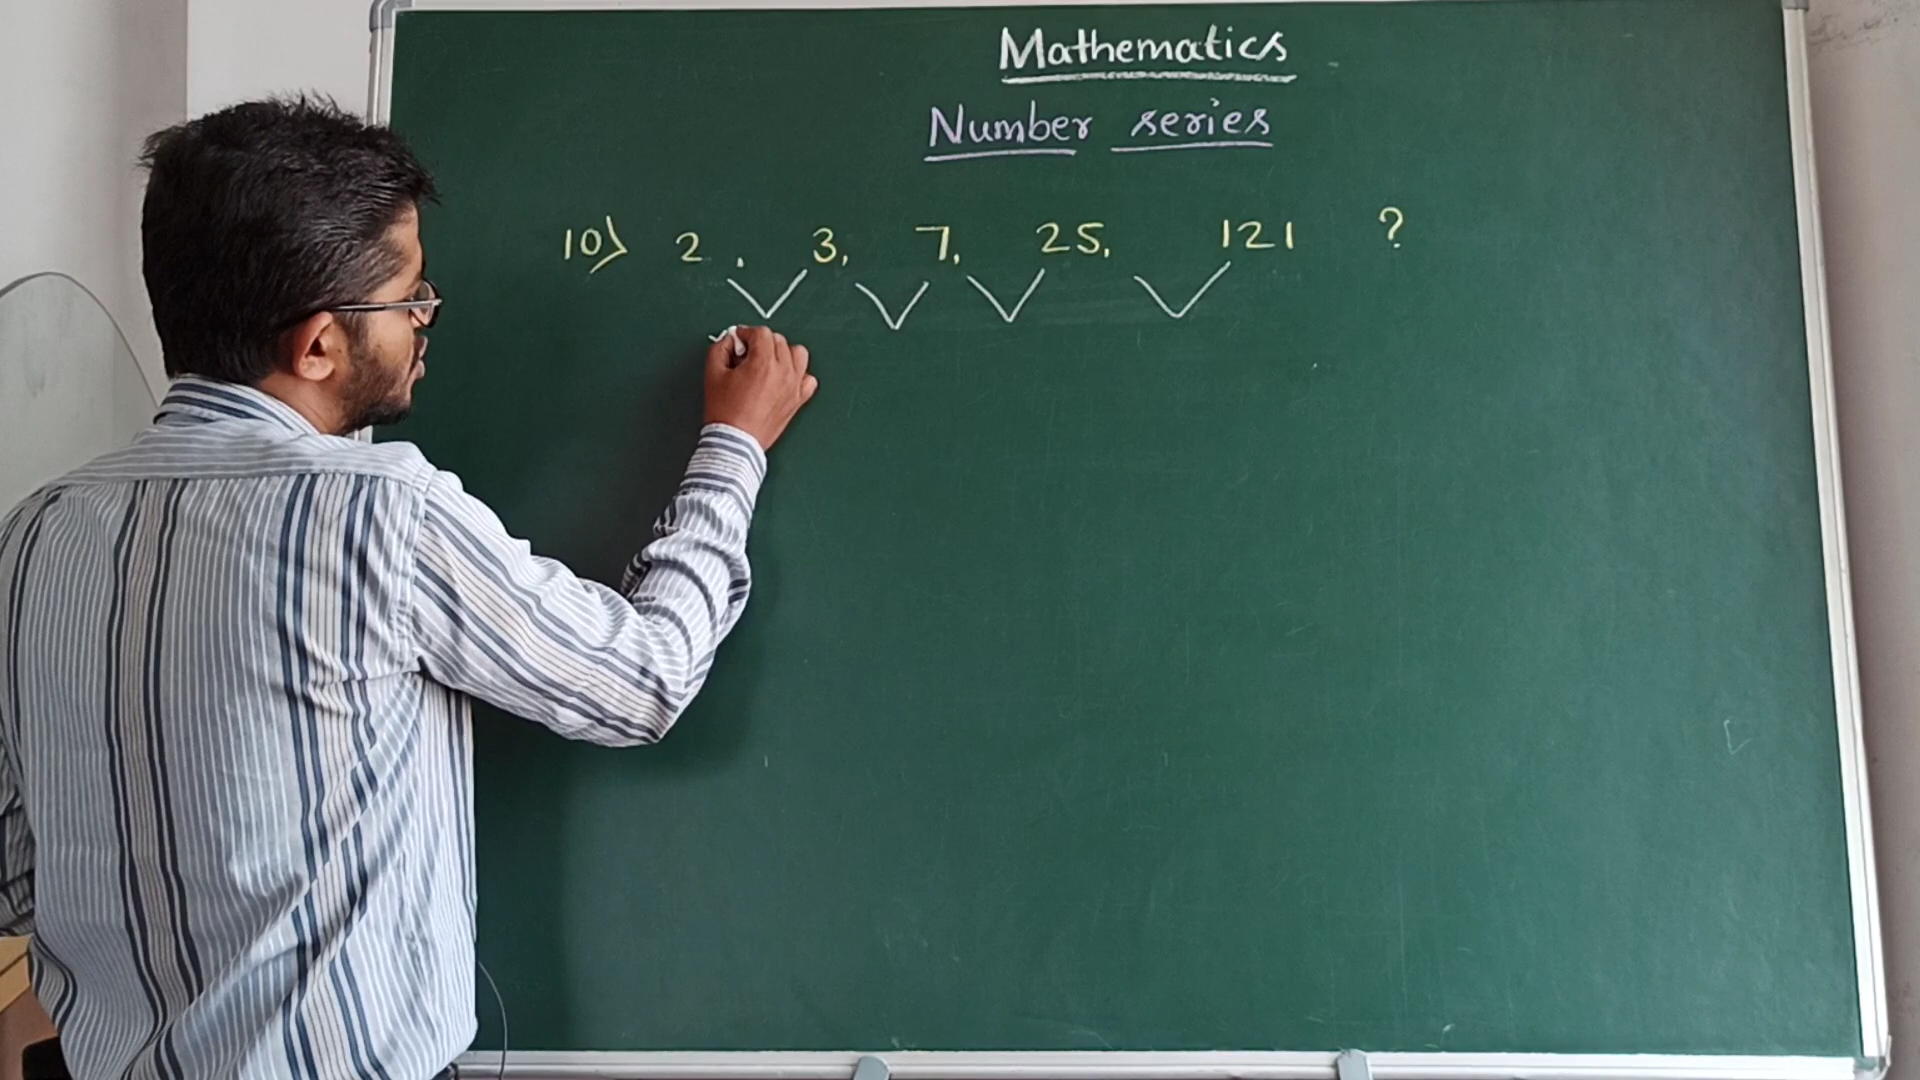 Mathematics
Number series
10) 2, 3, 7, 25, 121 ?